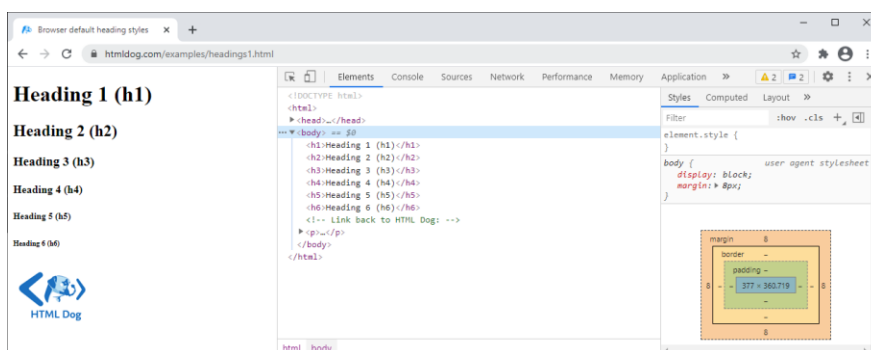 Browser default heading styles
htmldog.com/examples/headings1.html
Heading 1 (h1)
Heading 2 (h2)
Heading 3 (h3)
Heading 4 (h4)
Heading 5 (h5)
Heading 6 (h6)
HTML Dog
Elements Console Sources Network Performance Memory Application » 2 2
<!DOCTYPE html>
<html>
<head>…</head>
<body> == $0
<h1>Heading 1 (h1)</h1>
<h2>Heading 2 (h2)</h2>
<h3>Heading 3 (h3)</h3>
<h4>Heading 4 (h4)</h4>
<h5>Heading 5 (h5)</h5>
<h6>Heading 6 (h6)</h6>
<!-- Link back to HTML Dog: -->
<p>…</p>
</body>
</html>
html body
Styles Computed Layout »
Filter :hov .cls +
element.style {
}
body { user agent stylesheet
display: block;
margin: 8px;
}
margin 8
border -
padding -
8 - - 377 × 360.719 - - 8
-
-
8